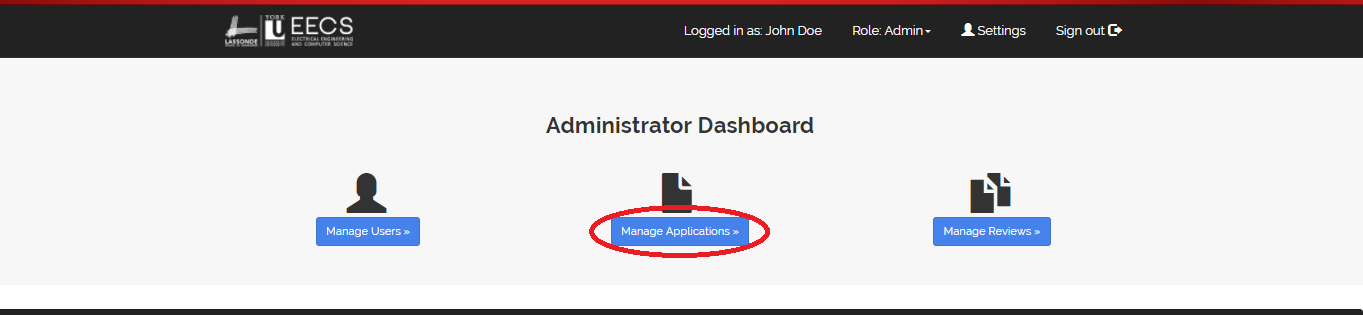 LASSONDE
YORK
U
EECS
ELECTRICAL ENGINEERING
AND COMPUTER SCIENCE
Logged in as: John Doe
Role: Admin
Settings
Sign out
Administrator Dashboard
Manage Users »
Manage Applications »
Manage Reviews »